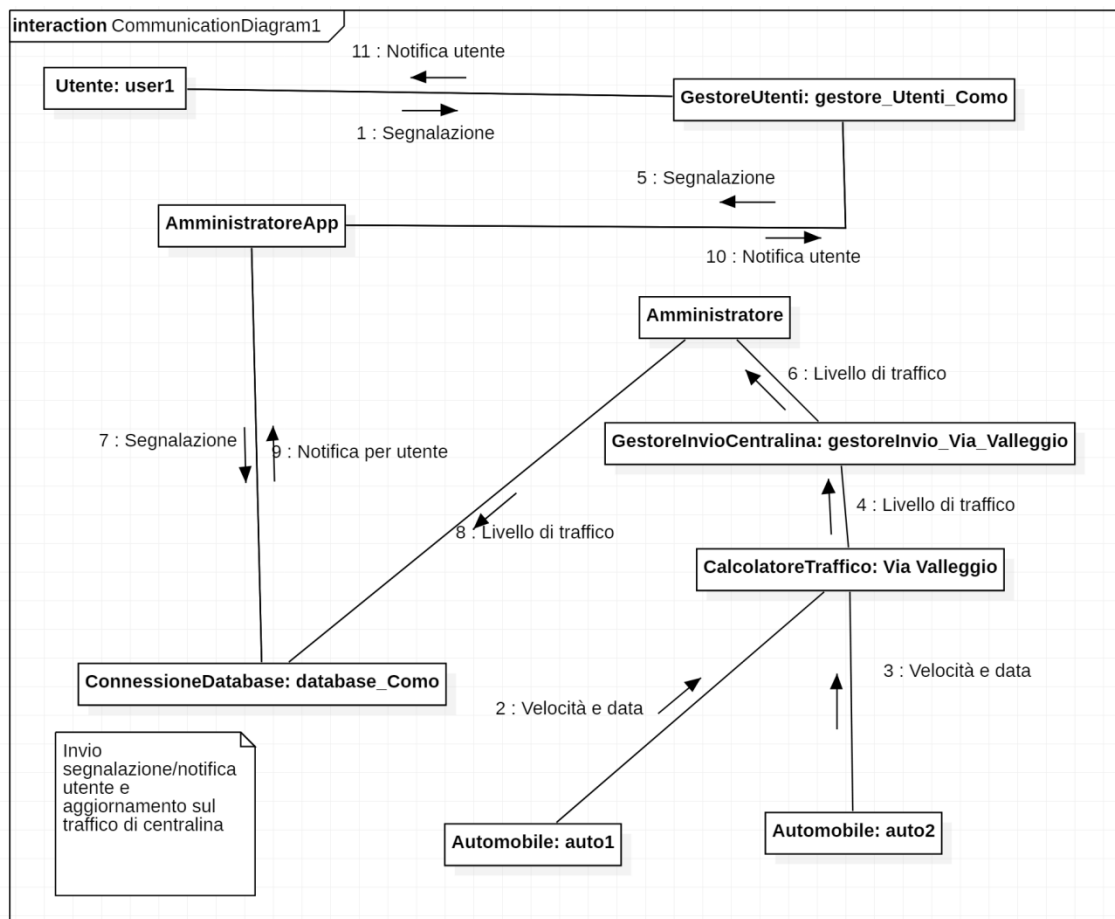 interaction CommunicationDiagram1
11 : Notifica utente
Utente: user1
GestoreUtenti: gestore_Utenti_Como
1 : Segnalazione
5 : Segnalazione
AmministratoreApp
10 : Notifica utente
Amministratore
6 : Livello di traffico
7 : Segnalazione
9 : Notifica per utente
GestoreInvioCentralina: gestoreInvio_Via_Valleggio
4 : Livello di traffico
8 : Livello di traffico
CalcolatoreTraffico: Via Valleggio
ConnessioneDatabase: database_Como
3 : Velocità e data
2 : Velocità e data
Invio
segnalazione/notifica
utente e
aggiornamento sul
traffico di centralina
Automobile: auto1
Automobile: auto2